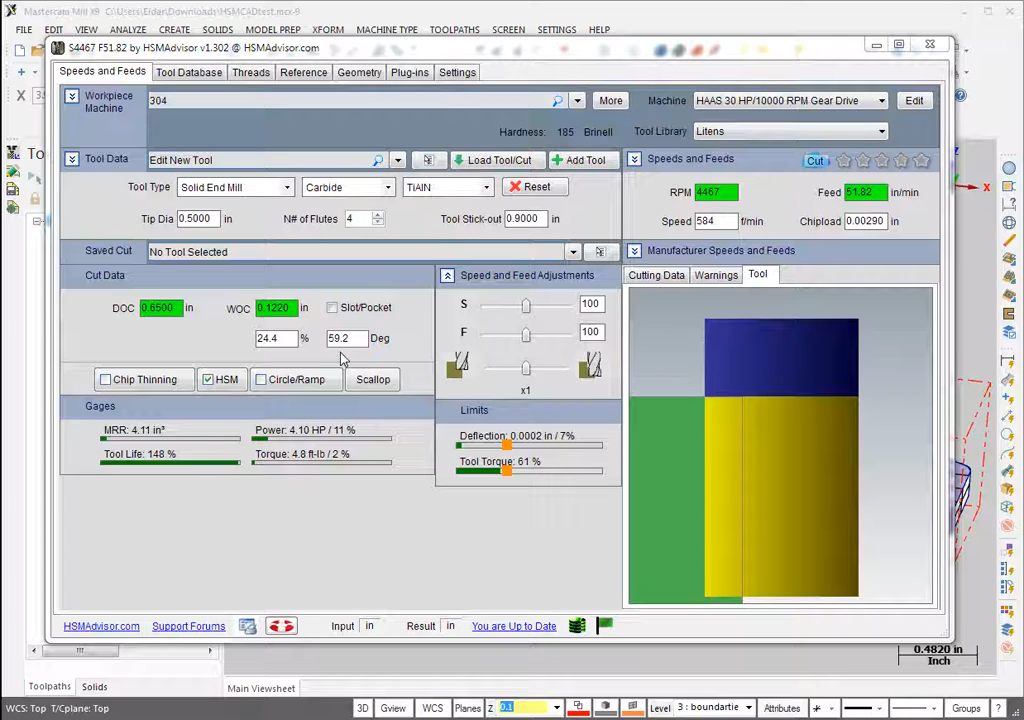 Mastercam Mill X9 C:\Users\Eldar\Downloads\HSMCADtest.mcx-9
FILE EDIT VIEW ANALYZE CREATE SOLIDS MODEL PREP XFORM MACHINE TYPE TOOLPATHS SCREEN SETTINGS HELP
S4467 F51.82 by HSMAdvisor v1.302 @ HSMAdvisor.com
Speeds and Feeds Tool Database Threads Reference Geometry Plug-ins Settings
Workpiece 304 More Machine HAAS 30 HP/10000 RPM Gear Drive Edit
Machine
Hardness: 185 Brinell Tool Library Litens
Tool Data Edit New Tool Load Tool/Cut Add Tool Speeds and Feeds Cut
Tool Type Solid End Mill Carbide TiAlN Reset RPM 4467 Feed 51.82 in/min
Tip Dia 0.5000 in N# of Flutes 4 Tool Stick-out 0.9000 in Speed 584 f/min Chipload 0.00290 in
Saved Cut No Tool Selected Manufacturer Speeds and Feeds
Cut Data Speed and Feed Adjustments Cutting Data Warnings Tool
DOC 0.6500 in WOC 0.1220 in Slot/Pocket S 100
24.4 % 59.2 Deg F 100
Chip Thinning HSM Circle/Ramp Scallop x1
Gages Limits
MRR: 4.11 in³ Power: 4.10 HP / 11 % Deflection: 0.0002 in / 7%
Tool Life: 148 % Torque: 4.8 ft-lb / 2 % Tool Torque: 61 %
HSMAdvisor.com Support Forums Input in Result in You are Up to Date
0.4820 in
Inch
Toolpaths Solids Main Viewsheet
WCS: Top T/Cplane: Top 3D Gview WCS Planes Z 0.1 Level 3 : boundartie Attributes Groups ?